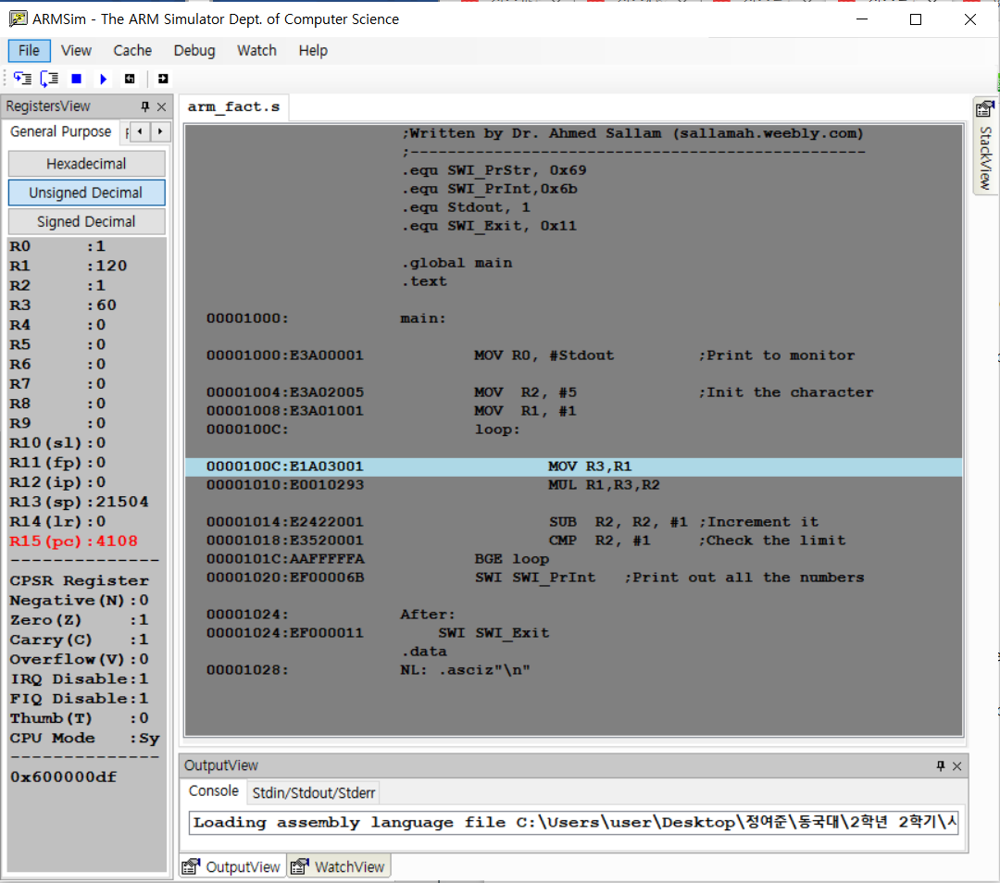 ARMSim - The ARM Simulator Dept. of Computer Science
File View Cache Debug Watch Help
RegistersView
General Purpose
Hexadecimal
Unsigned Decimal
Signed Decimal
R0 :1
R1 :120
R2 :1
R3 :60
R4 :0
R5 :0
R6 :0
R7 :0
R8 :0
R9 :0
R10(sl):0
R11(fp):0
R12(ip):0
R13(sp):21504
R14(lr):0
R15(pc):4108
--------------
CPSR Register
Negative(N):0
Zero(Z) :1
Carry(C) :1
Overflow(V):0
IRQ Disable:1
FIQ Disable:1
Thumb(T) :0
CPU Mode :Sy
--------------
0x600000df
arm_fact.s
;Written by Dr. Ahmed Sallam (sallamah.weebly.com)
;-------------------------------------------------
.equ SWI_PrStr, 0x69
.equ SWI_PrInt,0x6b
.equ Stdout, 1
.equ SWI_Exit, 0x11
.global main
.text
00001000: main:
00001000:E3A00001 MOV R0, #Stdout ;Print to monitor
00001004:E3A02005 MOV R2, #5 ;Init the character
00001008:E3A01001 MOV R1, #1
0000100C: loop:
0000100C:E1A03001 MOV R3,R1
00001010:E0010293 MUL R1,R3,R2
00001014:E2422001 SUB R2, R2, #1 ;Increment it
00001018:E3520001 CMP R2, #1 ;Check the limit
0000101C:AAFFFFFA BGE loop
00001020:EF00006B SWI SWI_PrInt ;Print out all the numbers
00001024: After:
00001024:EF000011 SWI SWI_Exit
.data
00001028: NL: .asciz"\n"
StackView
OutputView
Console Stdin/Stdout/Stderr
Loading assembly language file C:\Users\user\Desktop\정여준\동국대\2학년 2학기\
OutputView WatchView